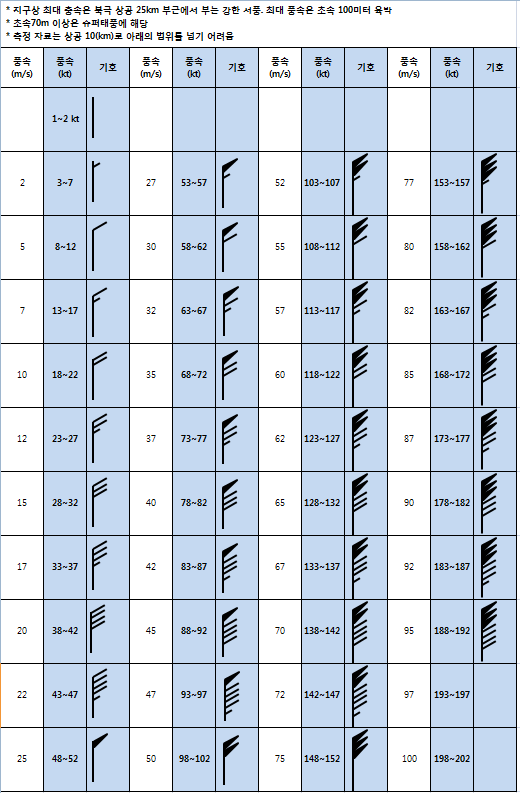 * 지구상 최대 충속은 북극 상공 25km 부근에서 부는 강한 서풍. 최대 풍속은 초속 100미터 육박
* 초속70m 이상은 슈퍼태풍에 해당
* 측정 자료는 상공 10(km)로 아래의 범위를 넘기 어려움
풍속 풍속 기호 풍속 풍속 기호 풍속 풍속 기호 풍속 풍속 기호
(m/s) (kt) (m/s) (kt) (m/s) (kt) (m/s) (kt)
1~2 kt
2 3~7 27 53~57 52 103~107 77 153~157
5 8~12 30 58~62 55 108~112 80 158~162
7 13~17 32 63~67 57 113~117 82 163~167
10 18~22 35 68~72 60 118~122 85 168~172
12 23~27 37 73~77 62 123~127 87 173~177
15 28~32 40 78~82 65 128~132 90 178~182
17 33~37 42 83~87 67 133~137 92 183~187
20 38~42 45 88~92 70 138~142 95 188~192
22 43~47 47 93~97 72 142~147 97 193~197
25 48~52 50 98~102 75 148~152 100 198~202